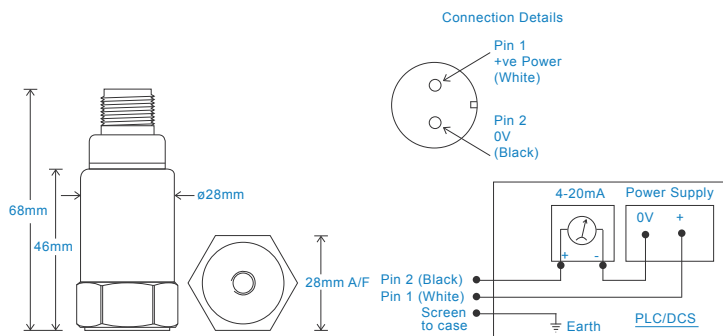 Connection Details
Pin 1
+ve Power
(White)
Pin 2
0V
(Black)
68mm
46mm
ø28mm
28mm A/F
4-20mA
Power Supply
0V +
+ -
Pin 2 (Black)
Pin 1 (White)
Screen
to case
Earth
PLC/DCS